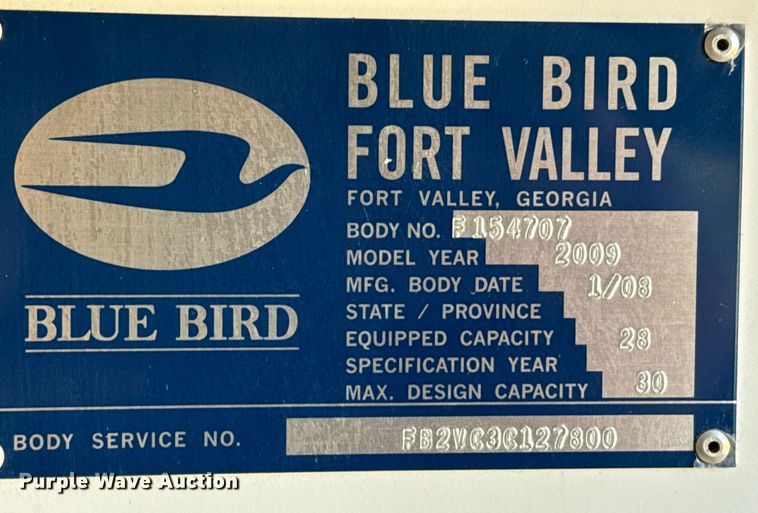 BLUE BIRD
FORT VALLEY
FORT VALLEY, GEORGIA
BODY NO. F154707
MODEL YEAR 2009
MFG. BODY DATE 1/08
STATE / PROVINCE
EQUIPPED CAPACITY 28
SPECIFICATION YEAR
MAX. DESIGN CAPACITY 30
BLUE BIRD
BODY SERVICE NO. FB2VC3C127800
Purple Wave Auction